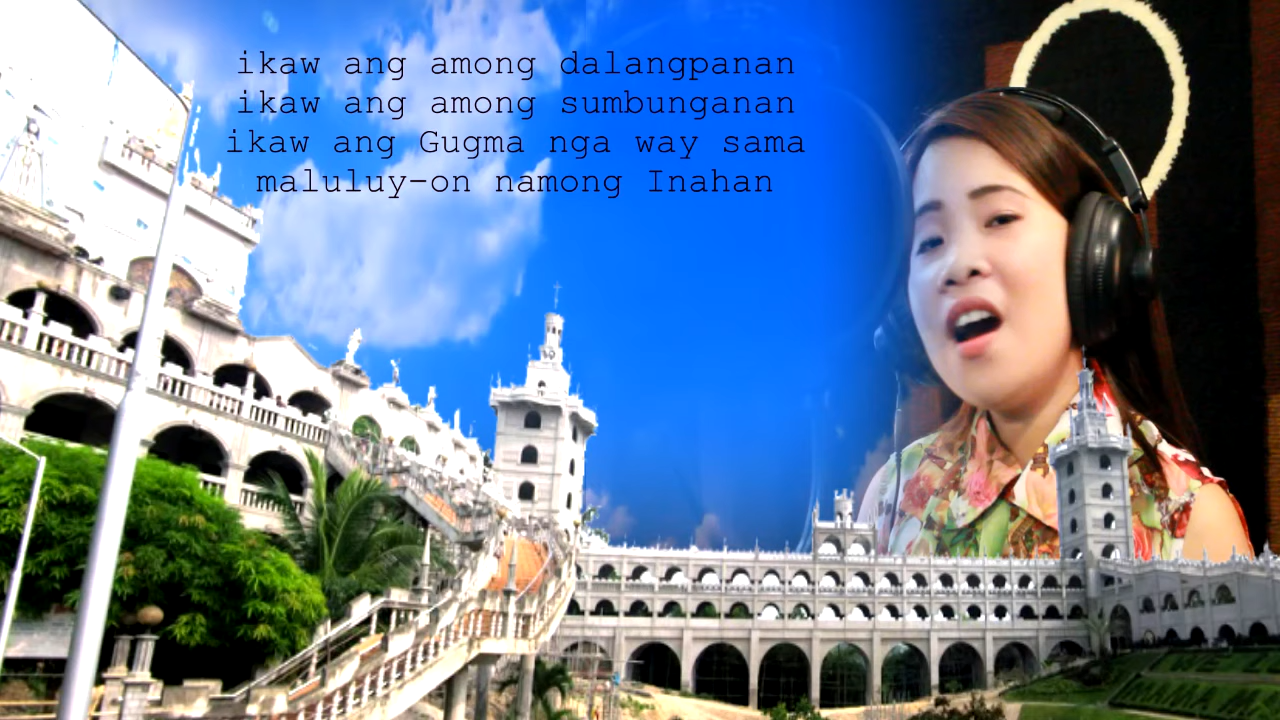 ikaw ang among dalangpanan
ikaw ang among sumbunganan
ikaw ang Gugma nga way sama
maluluy-on namong Inahan